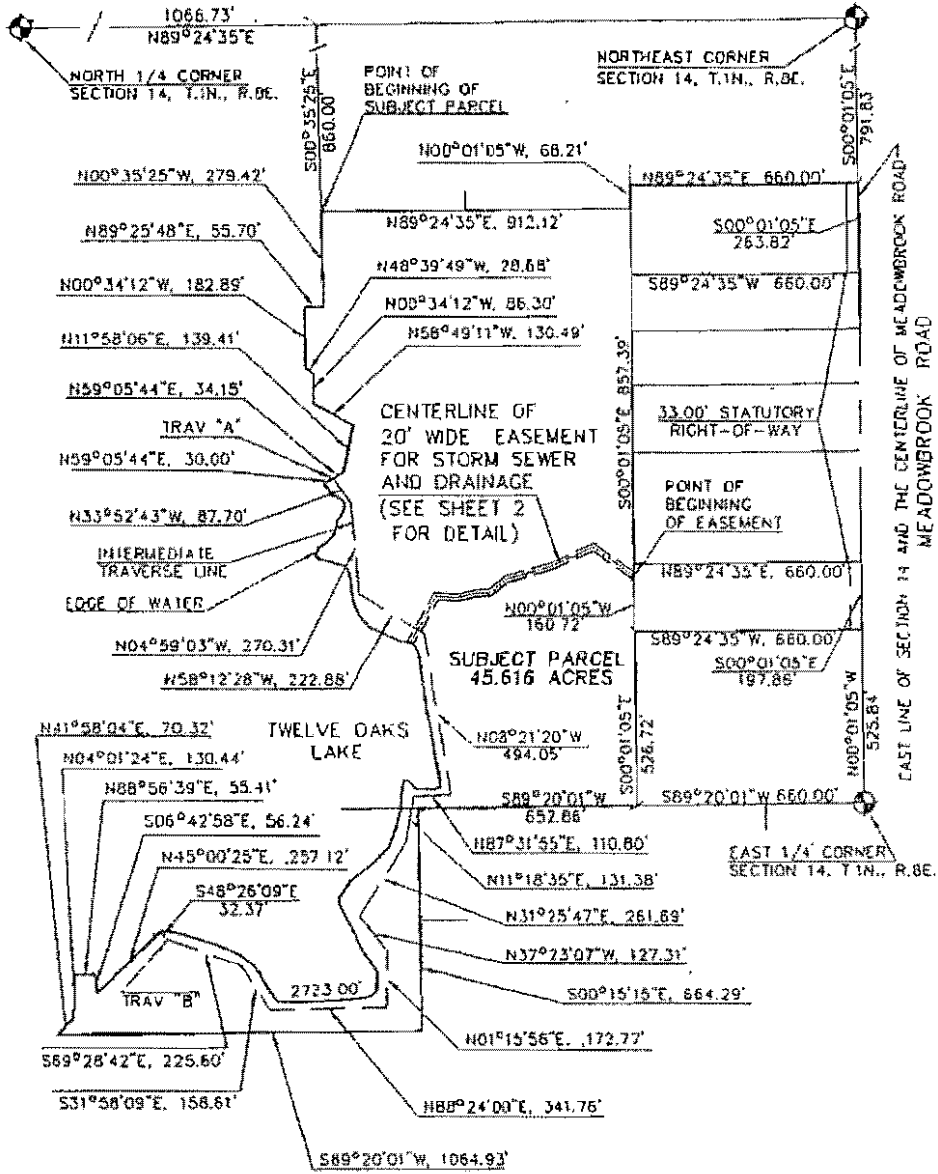 1066.73'
N89°24'35"E
NORTH 1/4 CORNER
SECTION 14, T.1N., R.8E.
NORTHEAST CORNER
SECTION 14, T.1N., R.8E.
S00°35'25"E
860.00
POINT OF
BEGINNING OF
SUBJECT PARCEL
S00°01'05"E
791.83
N00°01'05"W, 68.21'
N00°35'25"W, 279.42'
N89°24'35"E 660.00'
N89°24'35"E, 912.12'
S00°01'05"E
263.82'
N89°25'48"E, 55.70'
N48°39'49"W, 28.68'
N00°34'12"W, 182.89'
N00°34'12"W, 86.30'
S89°24'35"W 660.00'
N11°58'06"E, 139.41'
N58°49'11"W, 130.49'
N59°05'44"E, 34.15'
TRAV "A"
N59°05'44"E, 30.00'
N33°52'43"W, 87.70'
INTERMEDIATE
TRAVERSE LINE
EDGE OF WATER
CENTERLINE OF
20' WIDE EASEMENT
FOR STORM SEWER
AND DRAINAGE
(SEE SHEET 2
FOR DETAIL)
S00°01'05"E 857.39'
33.00' STATUTORY
RIGHT-OF-WAY
POINT OF
BEGINNING
OF EASEMENT
EAST LINE OF SECTION 14 AND THE CENTERLINE OF MEADOWBROOK ROAD
MEADOWBROOK ROAD
N89°24'35"E, 660.00'
N00°01'05"W
160.72'
N04°59'03"W, 270.31'
N58°12'28"W, 222.88'
S89°24'35"W, 660.00'
SUBJECT PARCEL
45.616 ACRES
S00°01'05"E
197.86'
N41°58'04"E, 70.32'
TWELVE OAKS
LAKE
N08°21'20"W
494.05'
S00°01'05"E
526.72'
N00°01'05"W
525.84'
N04°01'24"E, 130.44'
N88°56'39"E, 55.41'
S06°42'58"E, 56.24'
S89°20'01"W
652.86'
S89°20'01"W 660.00'
N45°00'25"E, 257.12'
N87°31'55"E, 110.80'
EAST 1/4 CORNER
SECTION 14, T.1N., R.8E.
N11°18'35"E, 131.38'
S48°26'09"E
32.37'
N31°25'47"E, 261.69'
N37°23'07"W, 127.31'
TRAV "B"
2723.00'
S00°15'15"E, 664.29'
N01°15'56"E, 172.77'
S69°28'42"E, 225.60'
S31°58'09"E, 158.61'
N88°24'00"E, 341.76'
S89°20'01"W, 1064.93'